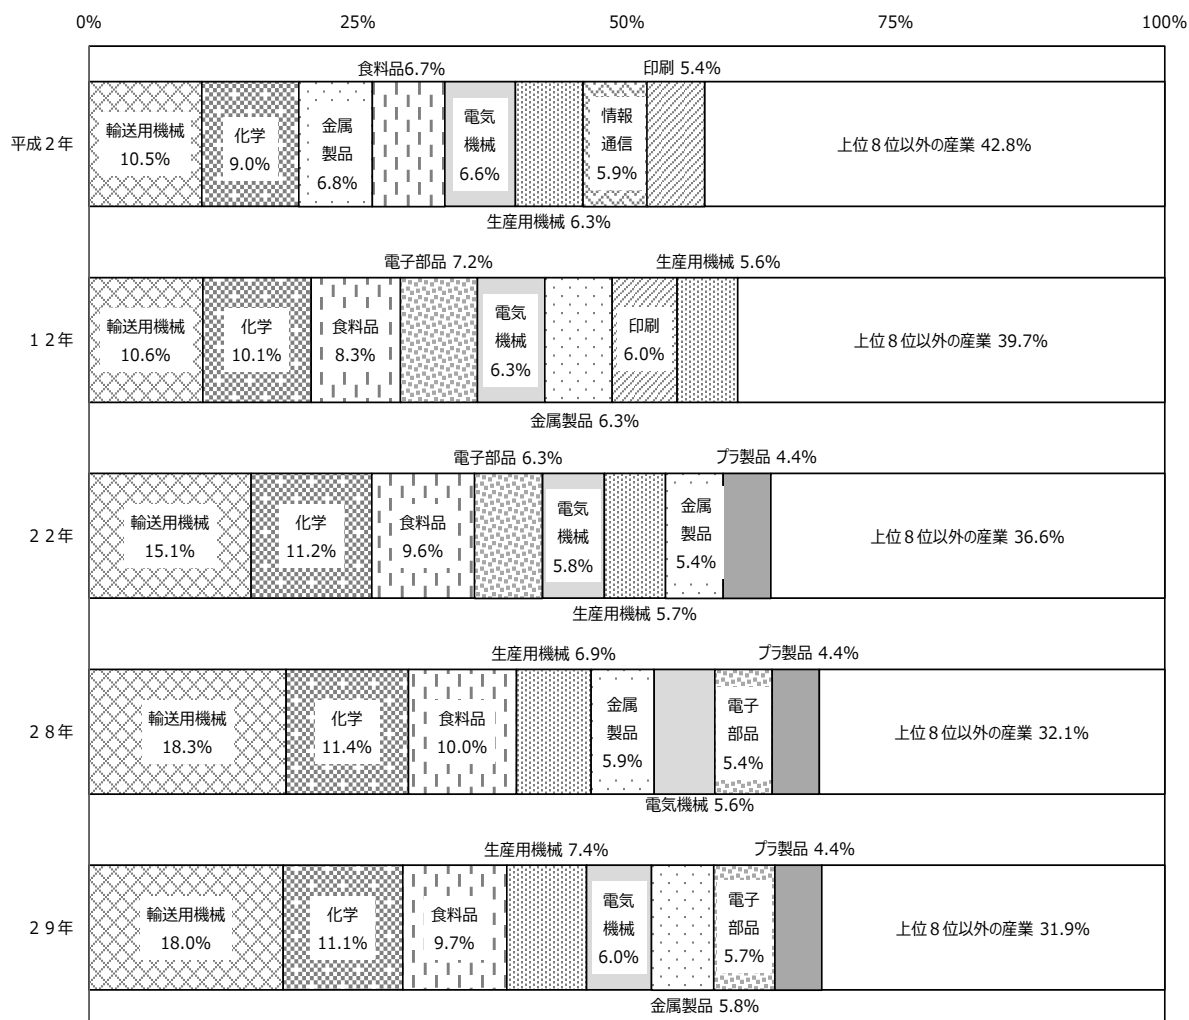 0%
25%
50%
75%
100%
食料品6.7%
印刷 5.4%
平成２年
輸送用機械
10.5%
化学
9.0%
金属
製品
6.8%
電気
機械
6.6%
情報
通信
5.9%
上位８位以外の産業 42.8%
生産用機械 6.3%
電子部品 7.2%
生産用機械 5.6%
１２年
輸送用機械
10.6%
化学
10.1%
食料品
8.3%
電気
機械
6.3%
印刷
6.0%
上位８位以外の産業 39.7%
金属製品 6.3%
電子部品 6.3%
プラ製品 4.4%
２２年
輸送用機械
15.1%
化学
11.2%
食料品
9.6%
電気
機械
5.8%
金属
製品
5.4%
上位８位以外の産業 36.6%
生産用機械 5.7%
生産用機械 6.9%
プラ製品 4.4%
２８年
輸送用機械
18.3%
化学
11.4%
食料品
10.0%
金属
製品
5.9%
電子
部品
5.4%
上位８位以外の産業 32.1%
電気機械 5.6%
生産用機械 7.4%
プラ製品 4.4%
２９年
輸送用機械
18.0%
化学
11.1%
食料品
9.7%
電気
機械
6.0%
電子
部品
5.7%
上位８位以外の産業 31.9%
金属製品 5.8%